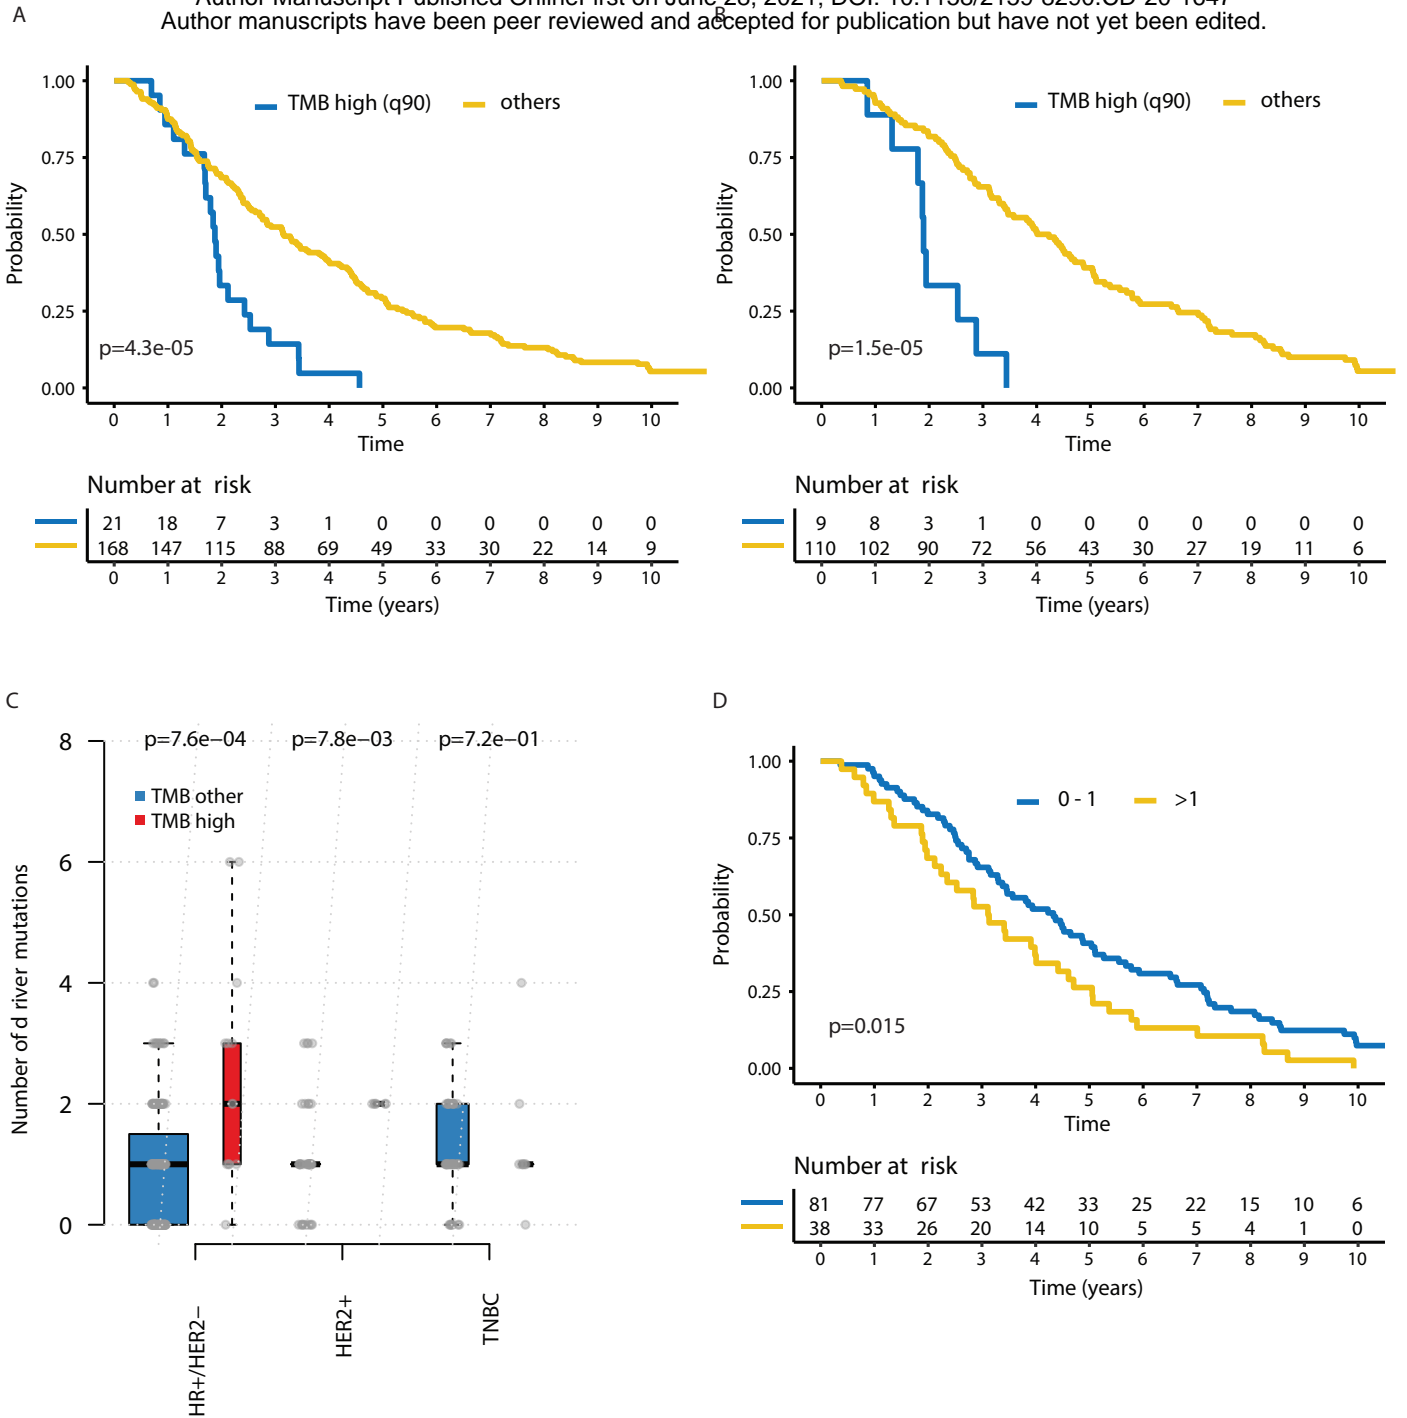 Author manuscripts have been peer reviewed and accepted for publication but have not yet been edited.
A
B
1.00
0.75
0.50
0.25
0.00
Probability
TMB high (q90) others
p=4.3e-05
0 1 2 3 4 5 6 7 8 9 10
Time
Number at risk
21 18 7 3 1 0 0 0 0 0 0
168 147 115 88 69 49 33 30 22 14 9
0 1 2 3 4 5 6 7 8 9 10
Time (years)
1.00
0.75
0.50
0.25
0.00
Probability
TMB high (q90) others
p=1.5e-05
0 1 2 3 4 5 6 7 8 9 10
Time
Number at risk
9 8 3 1 0 0 0 0 0 0 0
110 102 90 72 56 43 30 27 19 11 6
0 1 2 3 4 5 6 7 8 9 10
Time (years)
C
8
6
4
2
0
Number of d river mutations
p=7.6e−04 p=7.8e−03 p=7.2e−01
TMB other
TMB high
HR+/HER2−
HER2+
TNBC
D
1.00
0.75
0.50
0.25
0.00
Probability
0 - 1 >1
p=0.015
0 1 2 3 4 5 6 7 8 9 10
Time
Number at risk
81 77 67 53 42 33 25 22 15 10 6
38 33 26 20 14 10 5 5 4 1 0
0 1 2 3 4 5 6 7 8 9 10
Time (years)